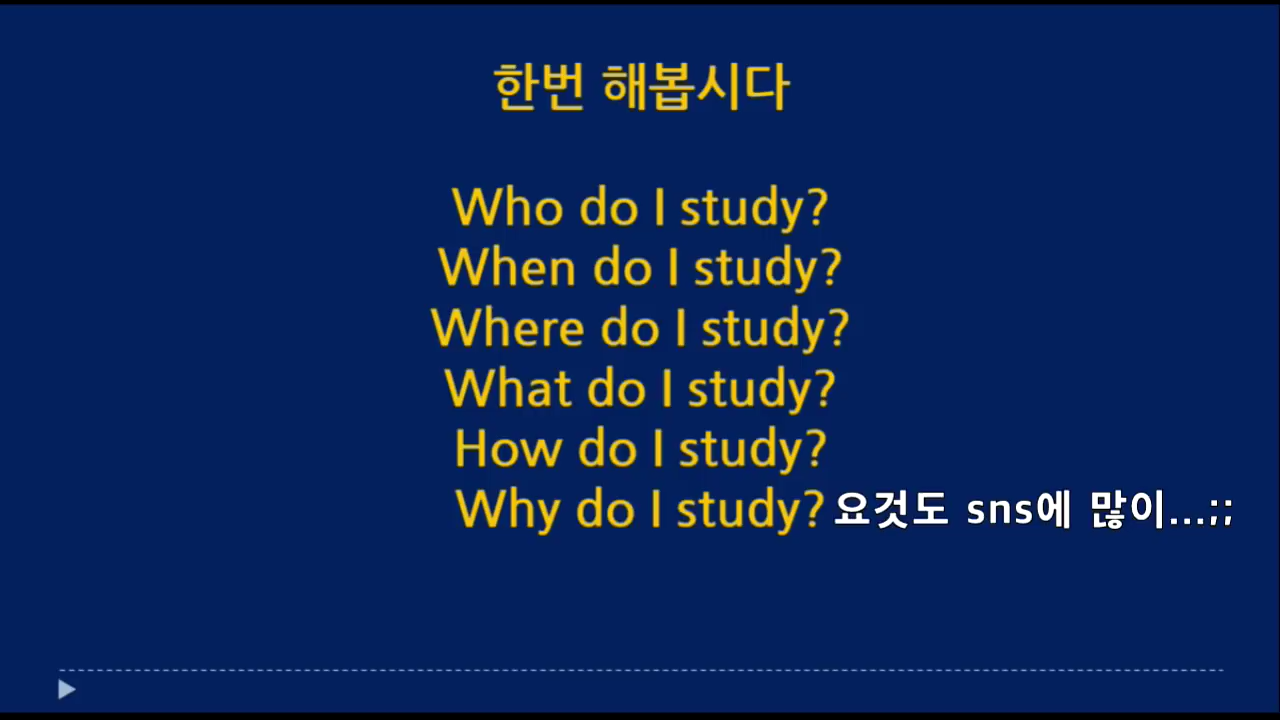 한번 해봅시다
Who do I study?
When do I study?
Where do I study?
What do I study?
How do I study?
Why do I study? 요것도 sns에 많이...;;